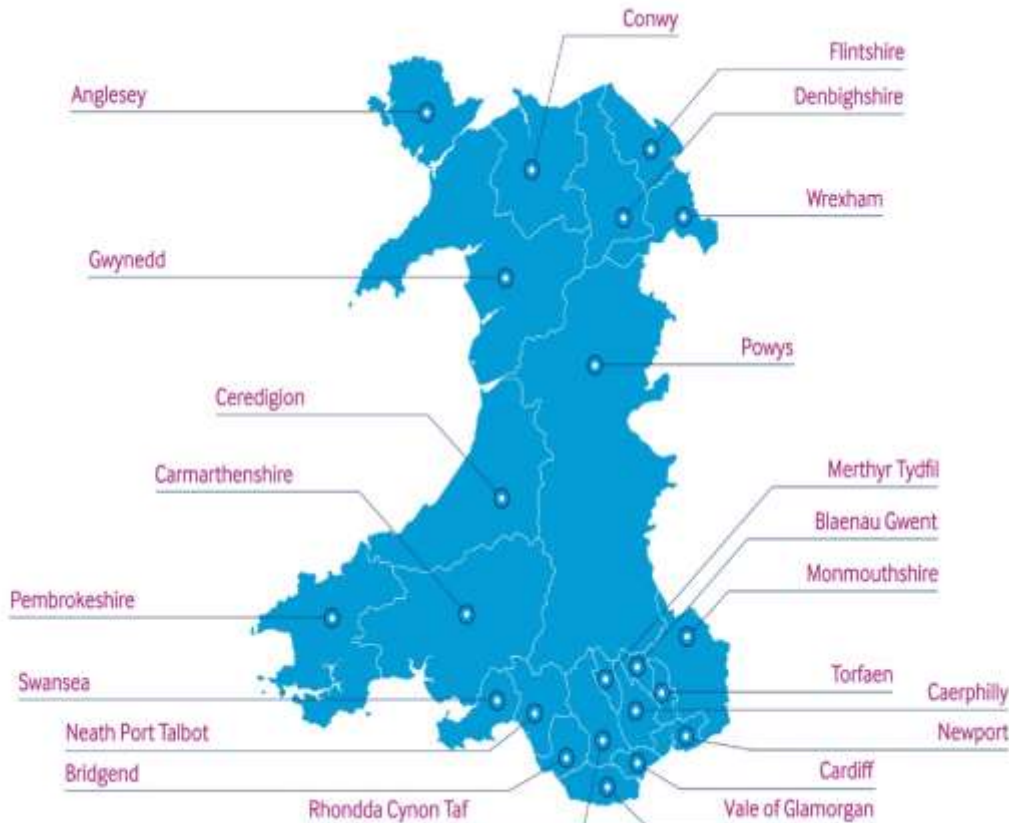 Conwy
Flintshire
Anglesey
Denbighshire
Wrexham
Gwynedd
Powys
Ceredigion
Carmarthenshire
Merthyr Tydfil
Blaenau Gwent
Monmouthshire
Pembrokeshire
Swansea
Torfaen
Caerphilly
Neath Port Talbot
Newport
Bridgend
Cardiff
Rhondda Cynon Taf
Vale of Glamorgan